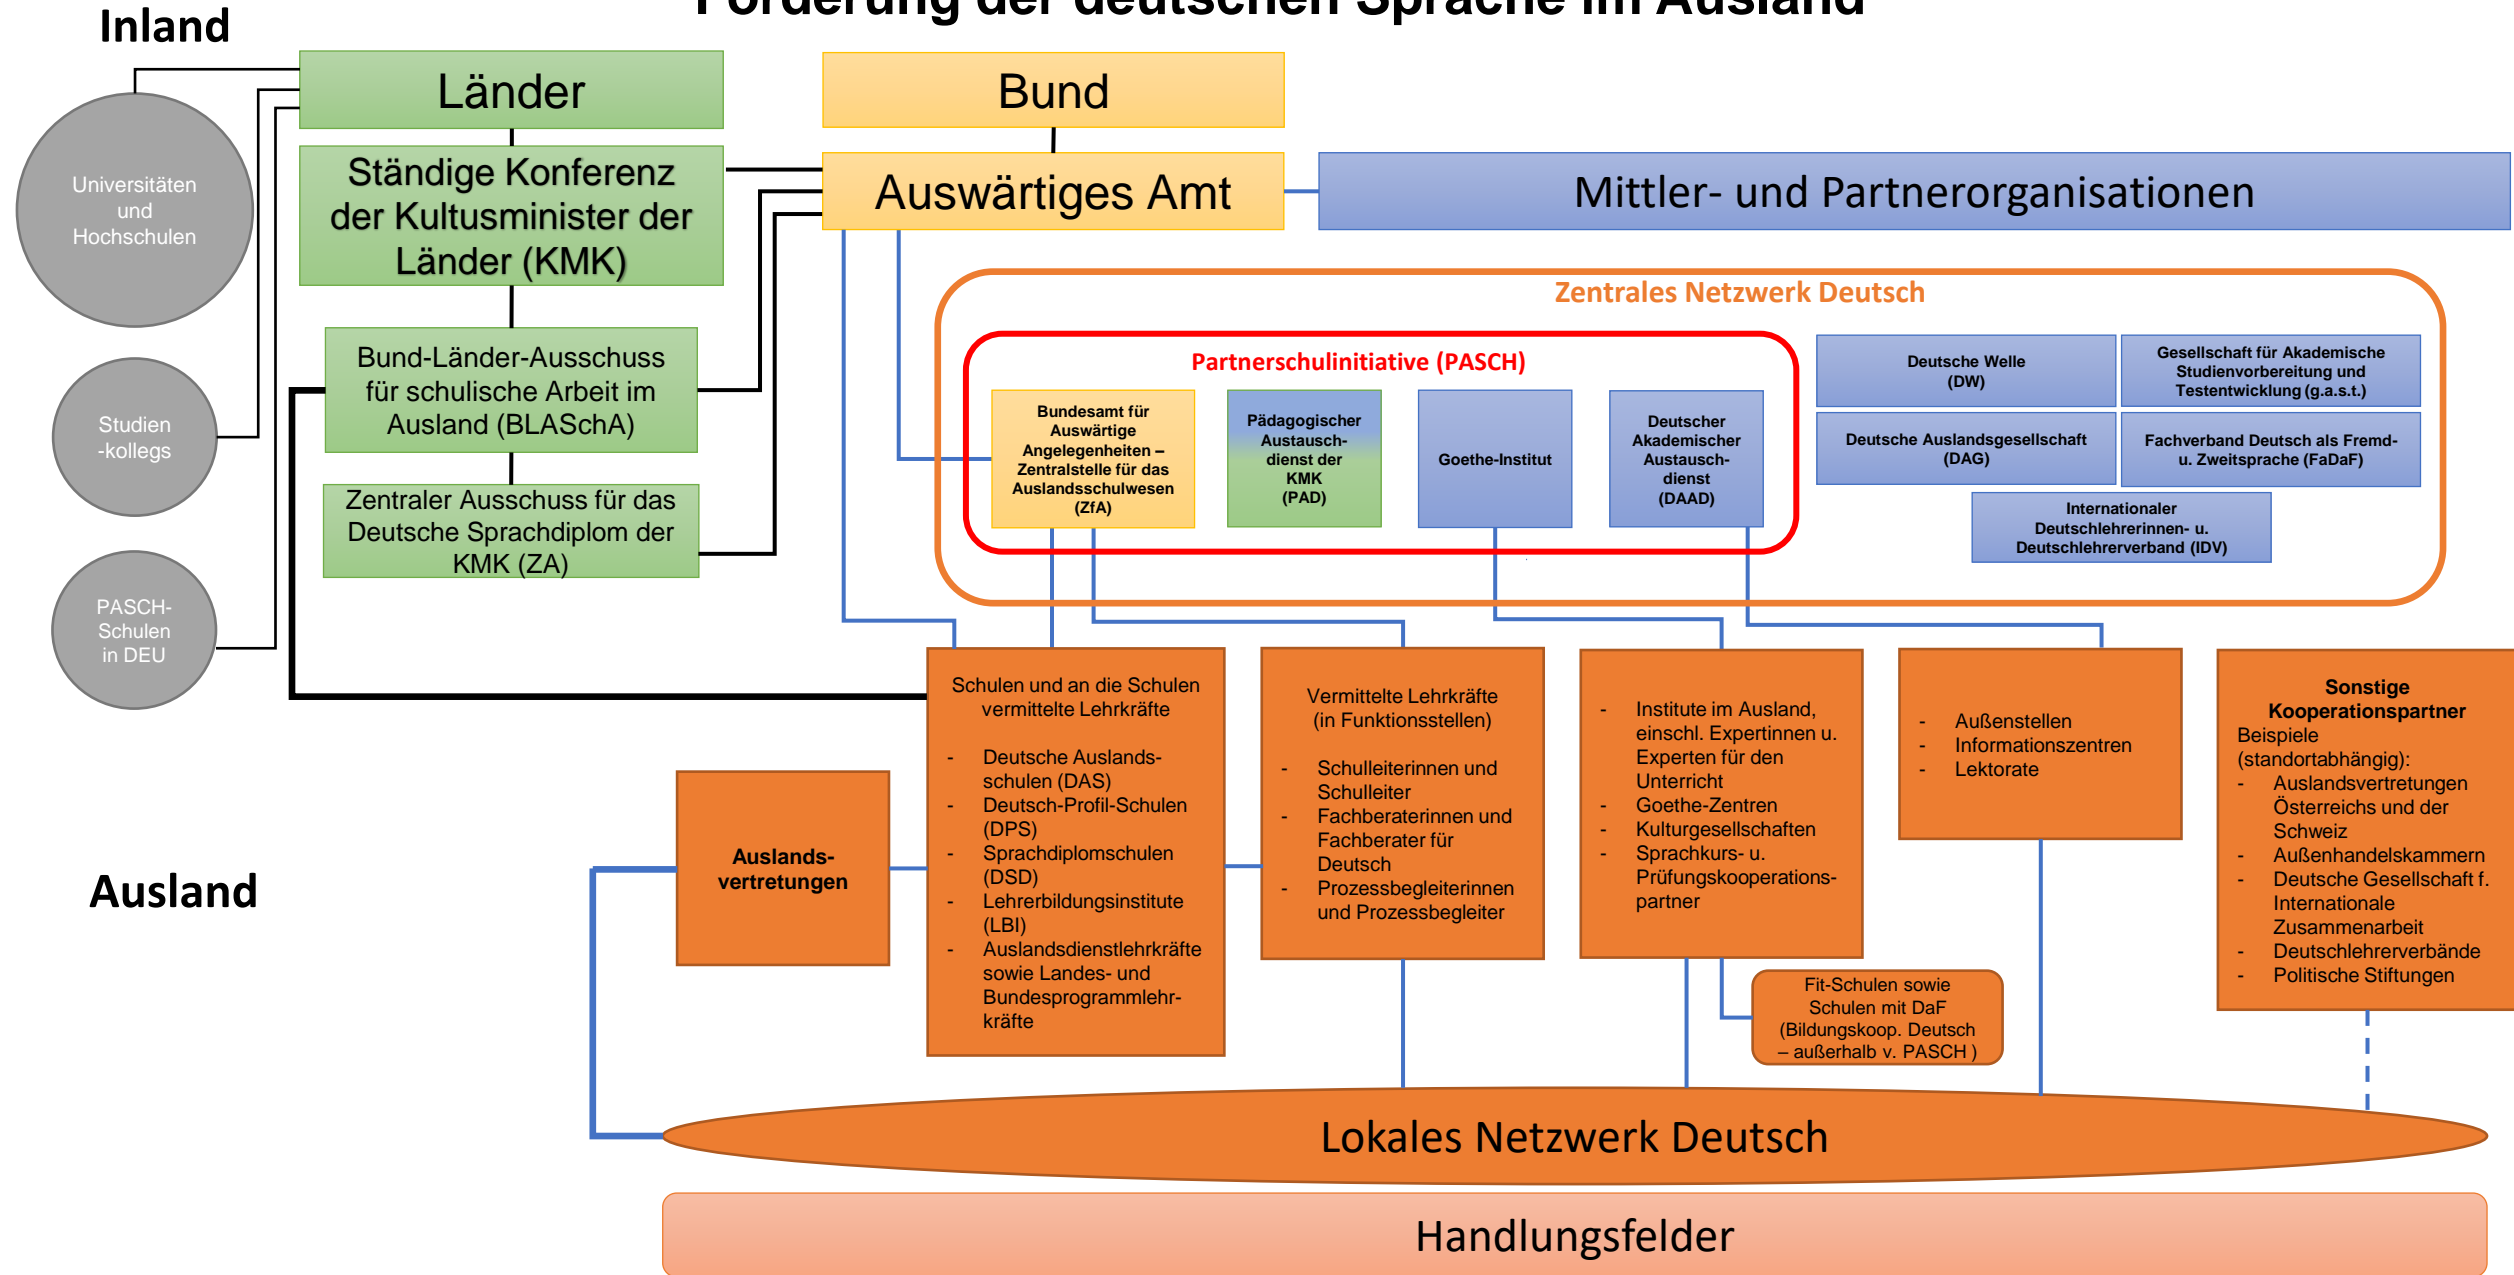 Förderung der deutschen Sprache im Ausland
Inland
Länder
Bund
Universitäten
und
Hochschulen
Ständige Konferenz
der Kultusminister der
Länder (KMK)
Auswärtiges Amt
Mittler- und Partnerorganisationen
Zentrales Netzwerk Deutsch
Partnerschulinitiative (PASCH)
Bundesamt für
Auswärtige
Angelegenheiten –
Zentralstelle für das
Auslandsschulwesen
(ZfA)
Pädagogischer
Austausch-
dienst der
KMK
(PAD)
Goethe-Institut
Deutscher
Akademischer
Austausch-
dienst
(DAAD)
Deutsche Welle
(DW)
Gesellschaft für Akademische
Studienvorbereitung und
Testentwicklung (g.a.s.t.)
Deutsche Auslandsgesellschaft
(DAG)
Fachverband Deutsch als Fremd-
u. Zweitsprache (FaDaF)
Internationaler
Deutschlehrerinnen- u.
Deutschlehrerverband (IDV)
Bund-Länder-Ausschuss
für schulische Arbeit im
Ausland (BLASchA)
Studien
-kollegs
Zentraler Ausschuss für das
Deutsche Sprachdiplom der
KMK (ZA)
PASCH-
Schulen
in DEU
Ausland
Auslands-
vertretungen
Schulen und an die Schulen
vermittelte Lehrkräfte
- Deutsche Auslands-
schulen (DAS)
- Deutsch-Profil-Schulen
(DPS)
- Sprachdiplomschulen
(DSD)
- Lehrerbildungsinstitute
(LBI)
- Auslandsdienstlehrkräfte
sowie Landes- und
Bundesprogrammlehr-
kräfte
Vermittelte Lehrkräfte
(in Funktionsstellen)
- Schulleiterinnen und
Schulleiter
- Fachberaterinnen und
Fachberater für
Deutsch
- Prozessbegleiterinnen
und Prozessbegleiter
- Institute im Ausland,
einschl. Expertinnen u.
Experten für den
Unterricht
- Goethe-Zentren
- Kulturgesellschaften
- Sprachkurs- u.
Prüfungskooperations-
partner
Fit-Schulen sowie
Schulen mit DaF
(Bildungskoop. Deutsch
– außerhalb v. PASCH )
- Außenstellen
- Informationszentren
- Lektorate
Sonstige
Kooperationspartner
Beispiele
(standortabhängig):
- Auslandsvertretungen
Österreichs und der
Schweiz
- Außenhandelskammern
- Deutsche Gesellschaft f.
Internationale
Zusammenarbeit
- Deutschlehrerverbände
- Politische Stiftungen
Lokales Netzwerk Deutsch
Handlungsfelder